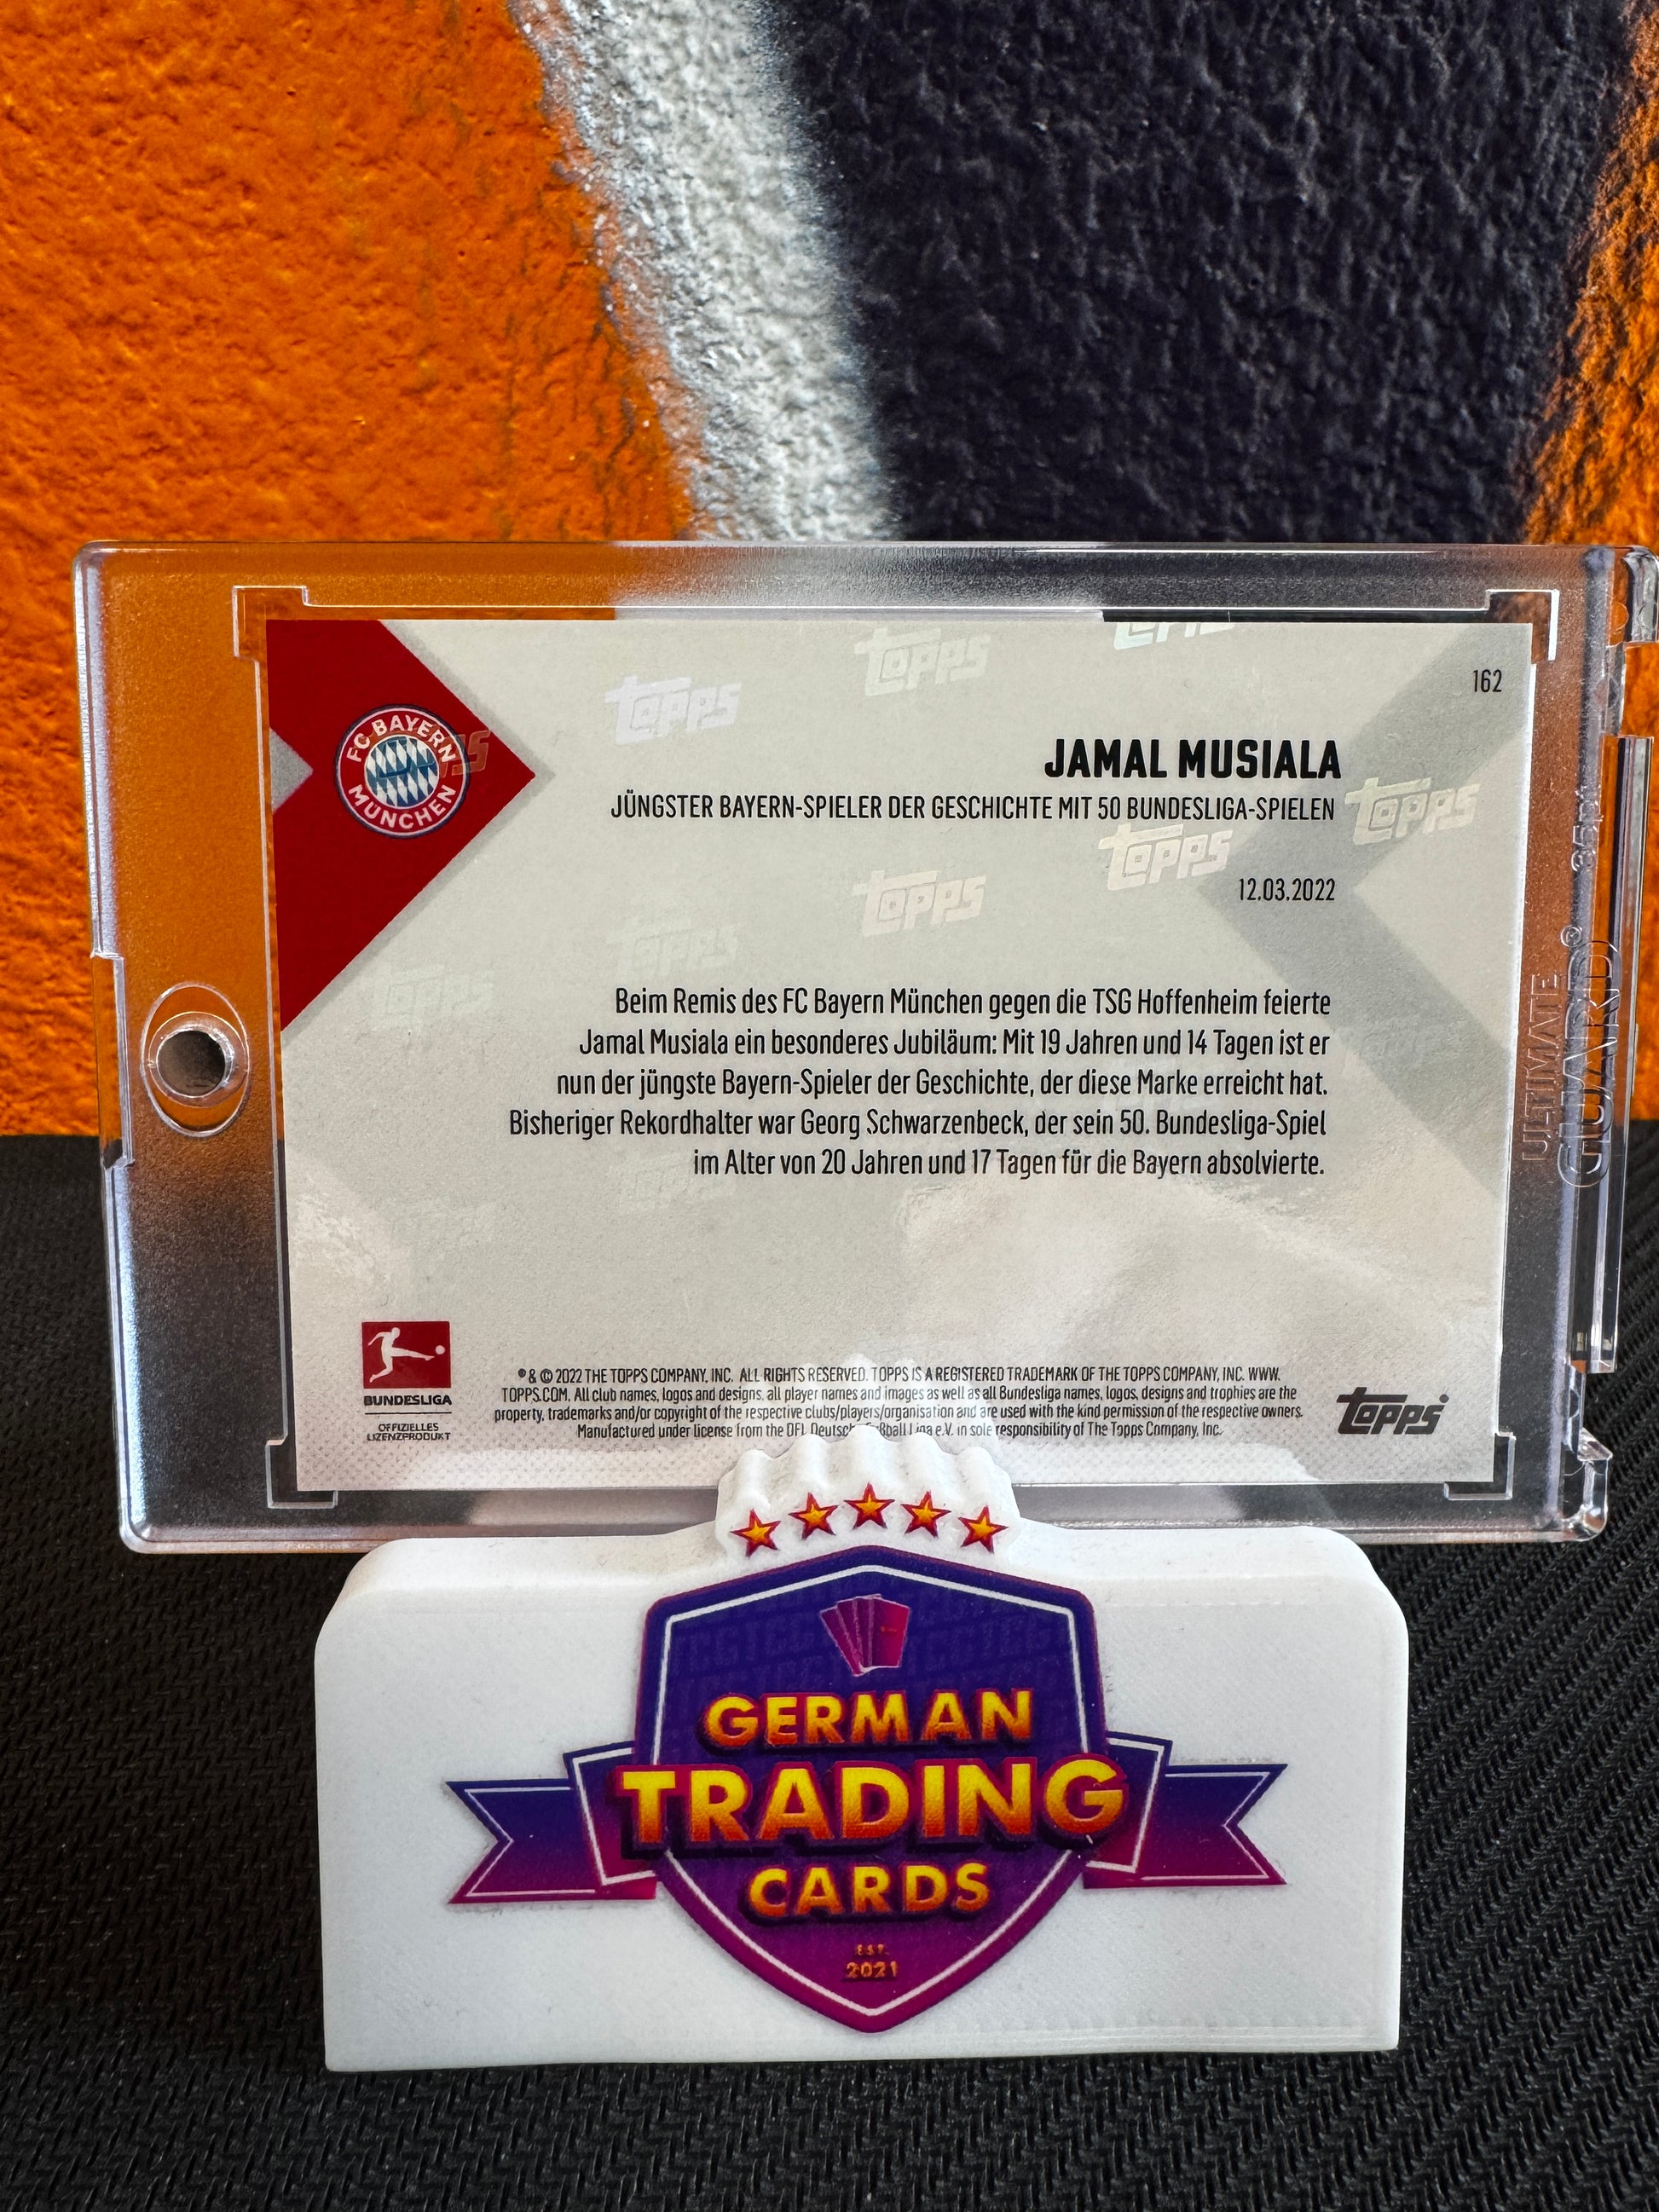 162
FC BAYERN
MÜNCHEN
JAMAL MUSIALA
JÜNGSTER BAYERN-SPIELER DER GESCHICHTE MIT 50 BUNDESLIGA-SPIELEN
12.03.2022
topps
topps
topps
topps
topps
topps
Beim Remis des FC Bayern München gegen die TSG Hoffenheim feierte
Jamal Musiala ein besonderes Jubiläum: Mit 19 Jahren und 14 Tagen ist er
nun der jüngste Bayern-Spieler der Geschichte, der diese Marke erreicht hat.
Bisheriger Rekordhalter war Georg Schwarzenbeck, der sein 50. Bundesliga-Spiel
im Alter von 20 Jahren und 17 Tagen für die Bayern absolvierte.
ULTIMATE
GUARD®
35pt
BUNDESLIGA
OFFIZIELLES
LIZENZPRODUKT
® & © 2022 THE TOPPS COMPANY, INC. ALL RIGHTS RESERVED. TOPPS IS A REGISTERED TRADEMARK OF THE TOPPS COMPANY, INC. WWW.
TOPPS.COM. All club names, logos and designs, all player names and images as well as all Bundesliga names, logos, designs and trophies are the
property, trademarks and/or copyright of the respective clubs/players/organisation and are used with the kind permission of the respective owners.
Manufactured under license from the DFL Deutsche Fußball Liga e.V. in sole responsibility of The Topps Company, Inc.
topps
GERMAN
TRADING
CARDS
EST.
2021